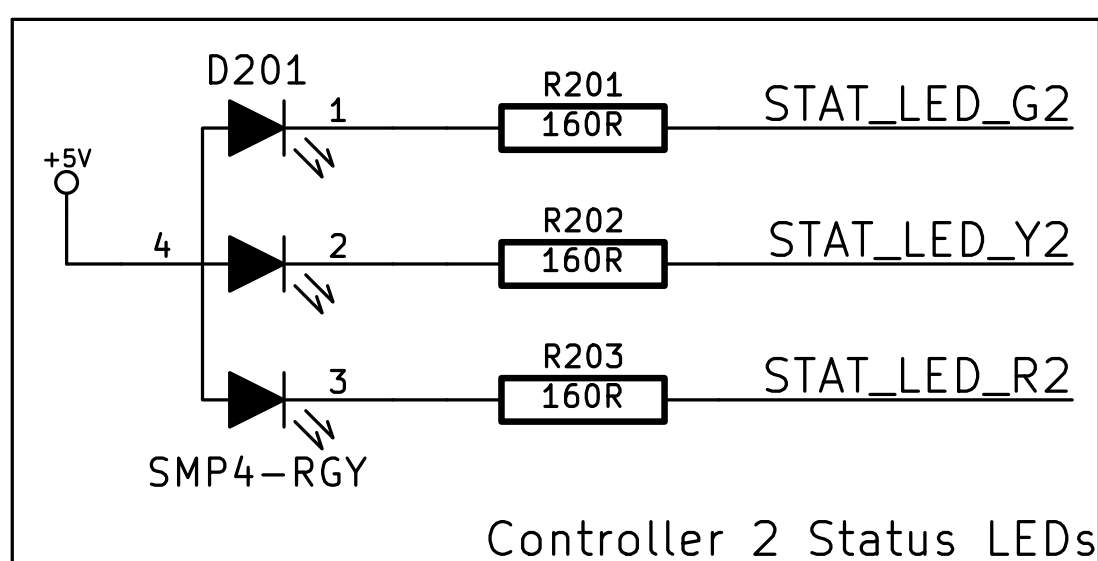 D201
1
R201
160R
STAT_LED_G2
+5V
4
2
R202
160R
STAT_LED_Y2
3
R203
160R
STAT_LED_R2
SMP4-RGY
Controller 2 Status LEDs